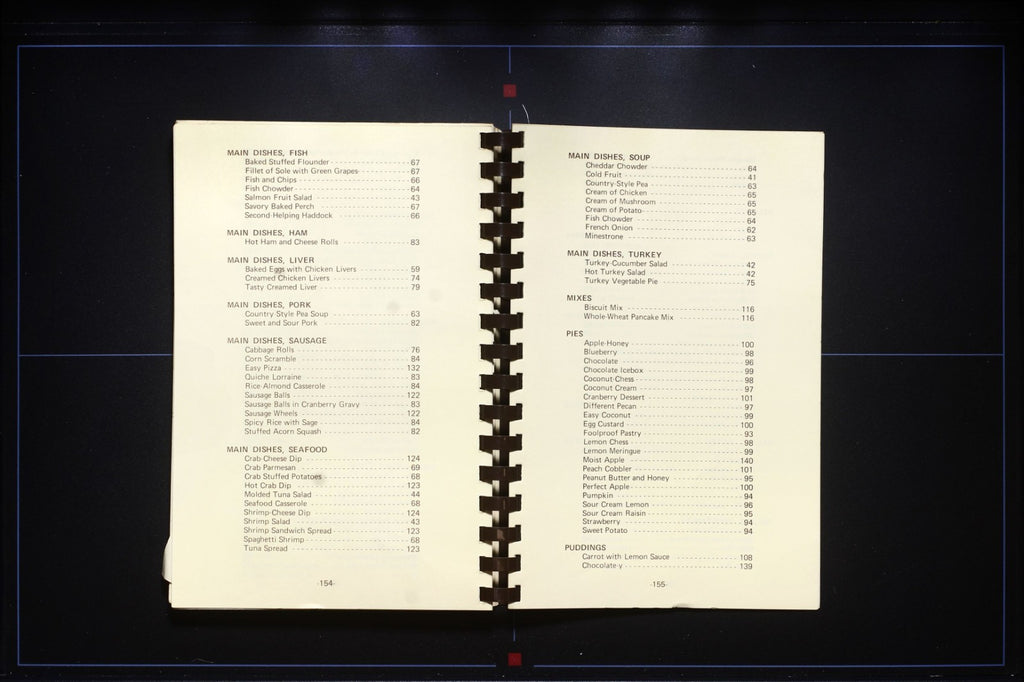 MAIN DISHES, FISH
Baked Stuffed Flounder - - - - - - - - - - - - - - - 67
Fillet of Sole with Green Grapes - - - - - - - - - - 67
Fish and Chips - - - - - - - - - - - - - - - - - - - - 66
Fish Chowder - - - - - - - - - - - - - - - - - - - - - 64
Salmon Fruit Salad - - - - - - - - - - - - - - - - - - 43
Savory Baked Perch - - - - - - - - - - - - - - - - - - 67
Second-Helping Haddock - - - - - - - - - - - - - - 66
MAIN DISHES, HAM
Hot Ham and Cheese Rolls - - - - - - - - - - - - - 83
MAIN DISHES, LIVER
Baked Eggs with Chicken Livers - - - - - - - - - - 59
Creamed Chicken Livers - - - - - - - - - - - - - - - 74
Tasty Creamed Liver - - - - - - - - - - - - - - - - - 79
MAIN DISHES, PORK
Country-Style Pea Soup - - - - - - - - - - - - - - - 63
Sweet and Sour Pork - - - - - - - - - - - - - - - - - 82
MAIN DISHES, SAUSAGE
Cabbage Rolls - - - - - - - - - - - - - - - - - - - - - 76
Corn Scramble - - - - - - - - - - - - - - - - - - - - - 84
Easy Pizza - - - - - - - - - - - - - - - - - - - - - - - 132
Quiche Lorraine - - - - - - - - - - - - - - - - - - - - 83
Rice-Almond Casserole - - - - - - - - - - - - - - - - 84
Sausage Balls - - - - - - - - - - - - - - - - - - - - - 122
Sausage Balls in Cranberry Gravy - - - - - - - - - 83
Sausage Wheels - - - - - - - - - - - - - - - - - - - - 122
Spicy Rice with Sage - - - - - - - - - - - - - - - - - 84
Stuffed Acorn Squash - - - - - - - - - - - - - - - - 82
MAIN DISHES, SEAFOOD
Crab-Cheese Dip - - - - - - - - - - - - - - - - - - - 124
Crab Parmesan - - - - - - - - - - - - - - - - - - - - - 69
Crab Stuffed Potatoes - - - - - - - - - - - - - - - - 68
Hot Crab Dip - - - - - - - - - - - - - - - - - - - - - 123
Molded Tuna Salad - - - - - - - - - - - - - - - - - - 44
Seafood Casserole - - - - - - - - - - - - - - - - - - - 68
Shrimp-Cheese Dip - - - - - - - - - - - - - - - - - - 124
Shrimp Salad - - - - - - - - - - - - - - - - - - - - - - 43
Shrimp Sandwich Spread - - - - - - - - - - - - - - 123
Spaghetti Shrimp - - - - - - - - - - - - - - - - - - - 68
Tuna Spread - - - - - - - - - - - - - - - - - - - - - - 123
-154-
MAIN DISHES, SOUP
Cheddar Chowder - - - - - - - - - - - - - - - - - - - 64
Cold Fruit - - - - - - - - - - - - - - - - - - - - - - - 41
Country-Style Pea - - - - - - - - - - - - - - - - - - - 63
Cream of Chicken - - - - - - - - - - - - - - - - - - - 65
Cream of Mushroom - - - - - - - - - - - - - - - - - 65
Cream of Potato - - - - - - - - - - - - - - - - - - - - 65
Fish Chowder - - - - - - - - - - - - - - - - - - - - - 64
French Onion - - - - - - - - - - - - - - - - - - - - - 62
Minestrone - - - - - - - - - - - - - - - - - - - - - - - 63
MAIN DISHES, TURKEY
Turkey-Cucumber Salad - - - - - - - - - - - - - - - 42
Hot Turkey Salad - - - - - - - - - - - - - - - - - - - 42
Turkey Vegetable Pie - - - - - - - - - - - - - - - - - 75
MIXES
Biscuit Mix - - - - - - - - - - - - - - - - - - - - - - 116
Whole-Wheat Pancake Mix - - - - - - - - - - - - - 116
PIES
Apple-Honey - - - - - - - - - - - - - - - - - - - - - 100
Blueberry - - - - - - - - - - - - - - - - - - - - - - - 98
Chocolate - - - - - - - - - - - - - - - - - - - - - - - 96
Chocolate Icebox - - - - - - - - - - - - - - - - - - - 99
Coconut-Chess - - - - - - - - - - - - - - - - - - - - 98
Coconut Cream - - - - - - - - - - - - - - - - - - - - 97
Cranberry Dessert - - - - - - - - - - - - - - - - - - 101
Different Pecan - - - - - - - - - - - - - - - - - - - - 97
Easy Coconut - - - - - - - - - - - - - - - - - - - - - 99
Egg Custard - - - - - - - - - - - - - - - - - - - - - - 100
Foolproof Pastry - - - - - - - - - - - - - - - - - - - 93
Lemon Chess - - - - - - - - - - - - - - - - - - - - - 98
Lemon Meringue - - - - - - - - - - - - - - - - - - - 99
Moist Apple - - - - - - - - - - - - - - - - - - - - - - 140
Peach Cobbler - - - - - - - - - - - - - - - - - - - - - 101
Peanut Butter and Honey - - - - - - - - - - - - - - 95
Perfect Apple - - - - - - - - - - - - - - - - - - - - - 100
Pumpkin - - - - - - - - - - - - - - - - - - - - - - - - 94
Sour Cream Lemon - - - - - - - - - - - - - - - - - - 96
Sour Cream Raisin - - - - - - - - - - - - - - - - - - 95
Strawberry - - - - - - - - - - - - - - - - - - - - - - - 94
Sweet Potato - - - - - - - - - - - - - - - - - - - - - 94
PUDDINGS
Carrot with Lemon Sauce - - - - - - - - - - - - - - 108
Chocolate-y - - - - - - - - - - - - - - - - - - - - - - 139
-155-